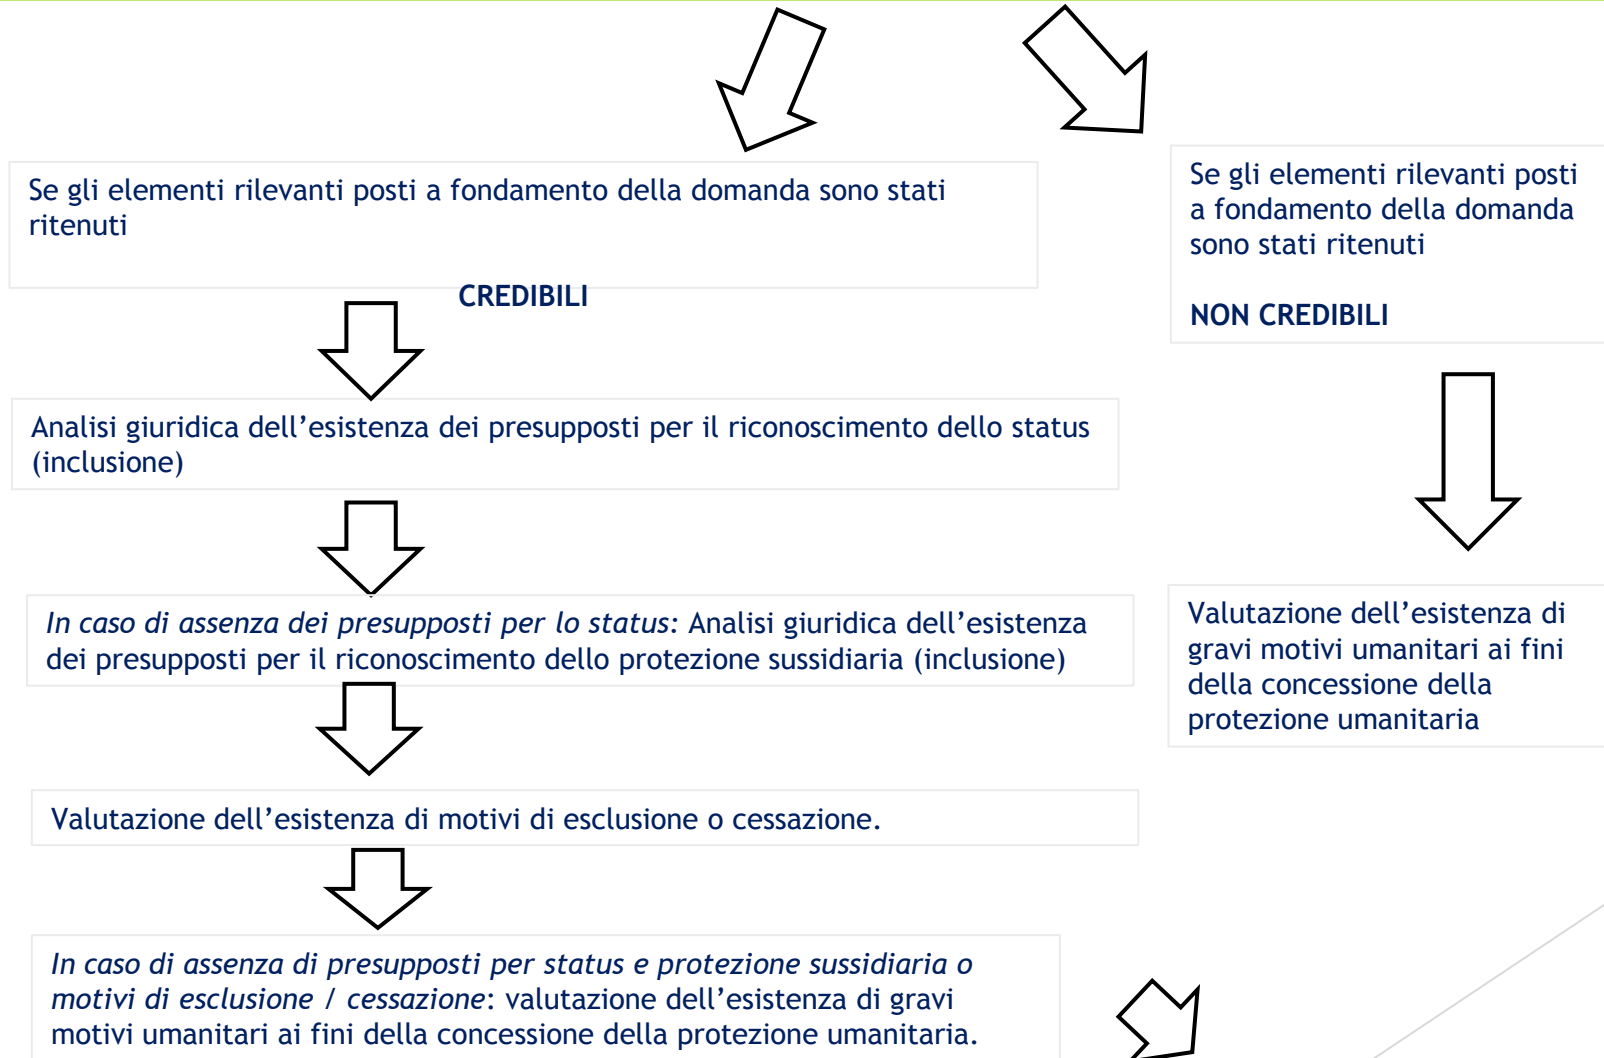 Se gli elementi rilevanti posti a fondamento della domanda sono stati
ritenuti
CREDIBILI
Se gli elementi rilevanti posti
a fondamento della domanda
sono stati ritenuti
NON CREDIBILI
Analisi giuridica dell’esistenza dei presupposti per il riconoscimento dello status
(inclusione)
In caso di assenza dei presupposti per lo status: Analisi giuridica dell’esistenza
dei presupposti per il riconoscimento dello protezione sussidiaria (inclusione)
Valutazione dell’esistenza di
gravi motivi umanitari ai fini
della concessione della
protezione umanitaria
Valutazione dell’esistenza di motivi di esclusione o cessazione.
In caso di assenza di presupposti per status e protezione sussidiaria o
motivi di esclusione / cessazione: valutazione dell’esistenza di gravi
motivi umanitari ai fini della concessione della protezione umanitaria.